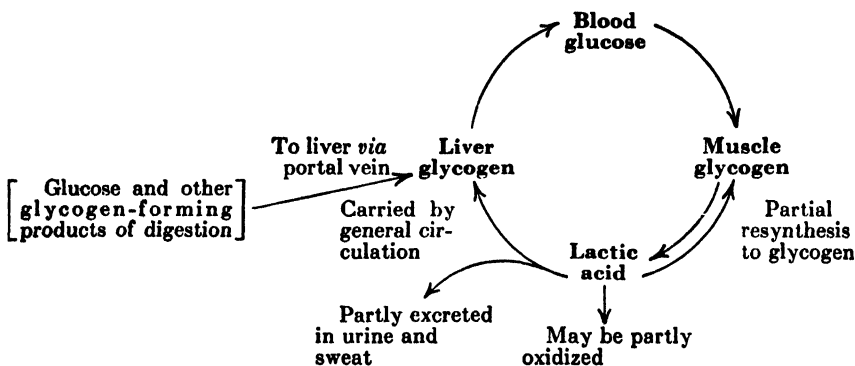 Blood
glucose
To liver via
portal vein
Liver
glycogen
Muscle
glycogen
Glucose and other
glycogen-forming
products of digestion
Carried by
general cir-
culation
Partial
resynthesis
to glycogen
Lactic
acid
Partly excreted
in urine and
sweat
May be partly
oxidized